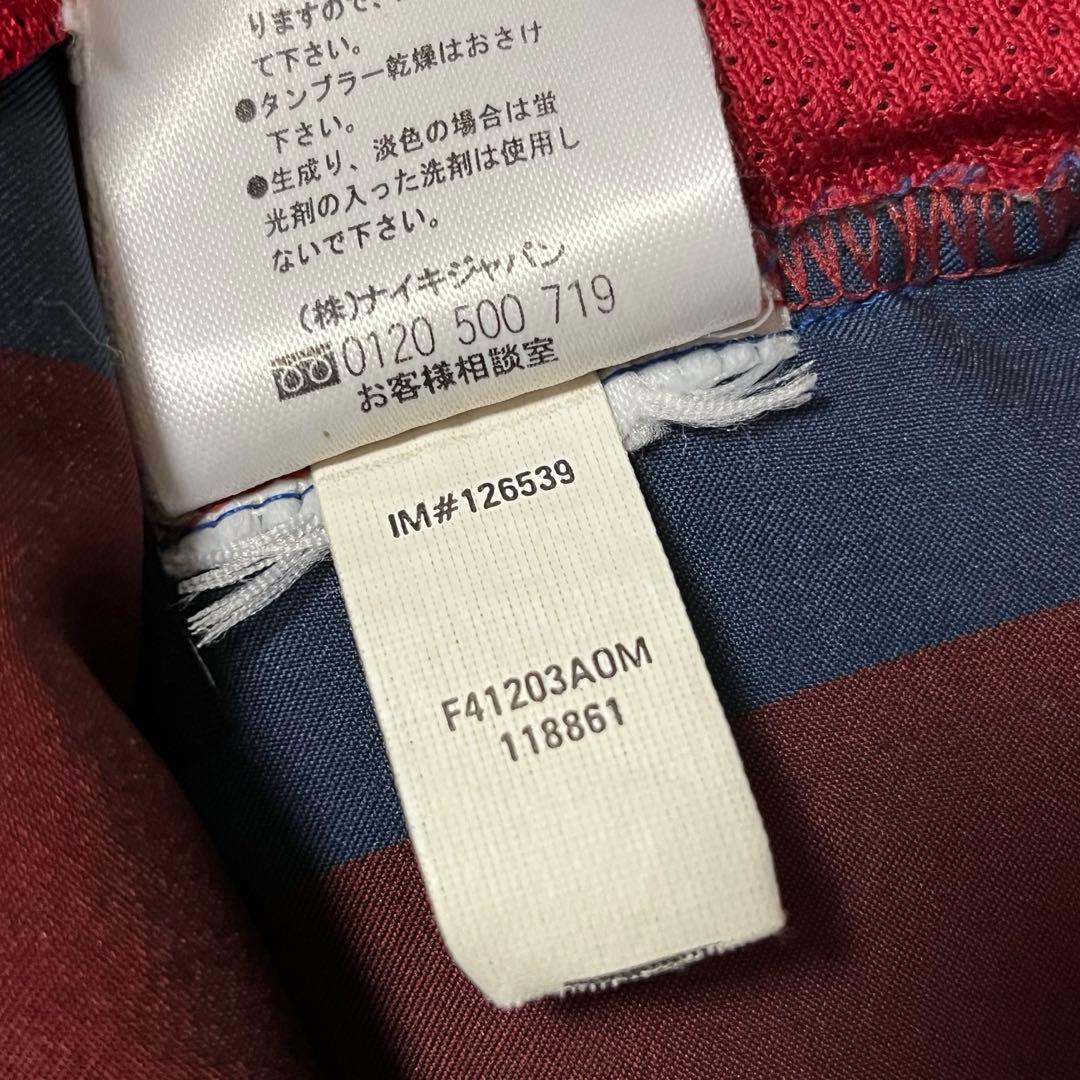 りますので、
て下さい。
●タンブラー乾燥はおさけ
下さい。
●生成り、淡色の場合は蛍
光剤の入った洗剤は使用し
ないで下さい。
(株)ナイキジャパン
0120 500 719
お客様相談室
IM#126539
F41203AOM
118861